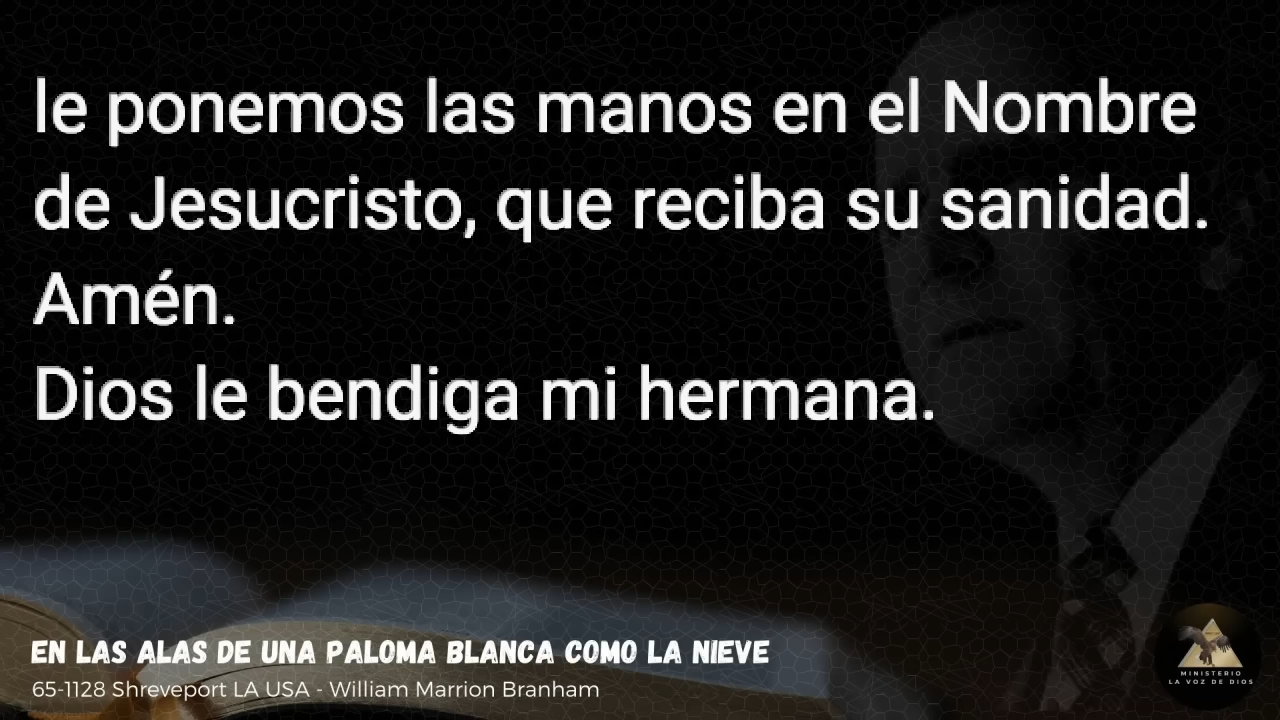 le ponemos las manos en el Nombre
de Jesucristo, que reciba su sanidad.
Amén.
Dios le bendiga mi hermana.
EN LAS ALAS DE UNA PALOMA BLANCA COMO LA NIEVE
65-1128 Shreveport LA USA - William Marrion Branham
MINISTERIO
LA VOZ DE DIOS